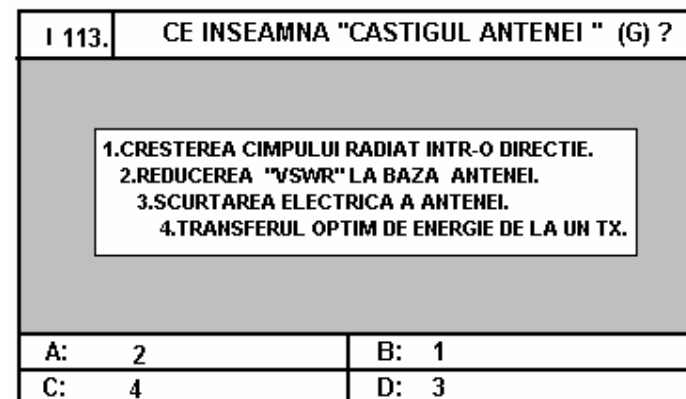 I 113. CE INSEAMNA "CASTIGUL ANTENEI " (G) ?
1.CRESTEREA CIMPULUI RADIAT INTR-O DIRECTIE.
2.REDUCEREA "VSWR" LA BAZA ANTENEI.
3.SCURTAREA ELECTRICA A ANTENEI.
4.TRANSFERUL OPTIM DE ENERGIE DE LA UN TX.
A: 2 B: 1
C: 4 D: 3